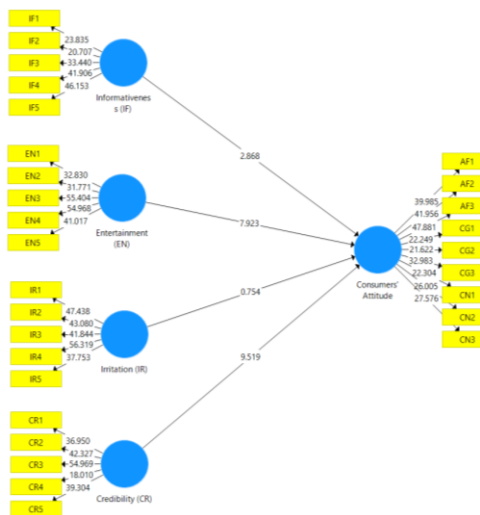 IF1
IF2
IF3
IF4
IF5
23.835
20.707
33.440
41.906
46.153
Informativenes
s (IF)
2.868
EN1
EN2
EN3
EN4
EN5
32.830
31.771
55.404
54.968
41.017
Entertainment
(EN)
7.923
IR1
IR2
IR3
IR4
IR5
47.438
43.080
41.844
56.319
37.753
Irritation (IR)
0.754
CR1
CR2
CR3
CR4
CR5
36.950
42.327
54.969
18.010
39.304
Credibility (CR)
9.519
Consumers'
Attitude
39.985
41.956
47.881
22.249
21.622
32.983
22.304
26.005
27.576
AF1
AF2
AF3
CG1
CG2
CG3
CN1
CN2
CN3